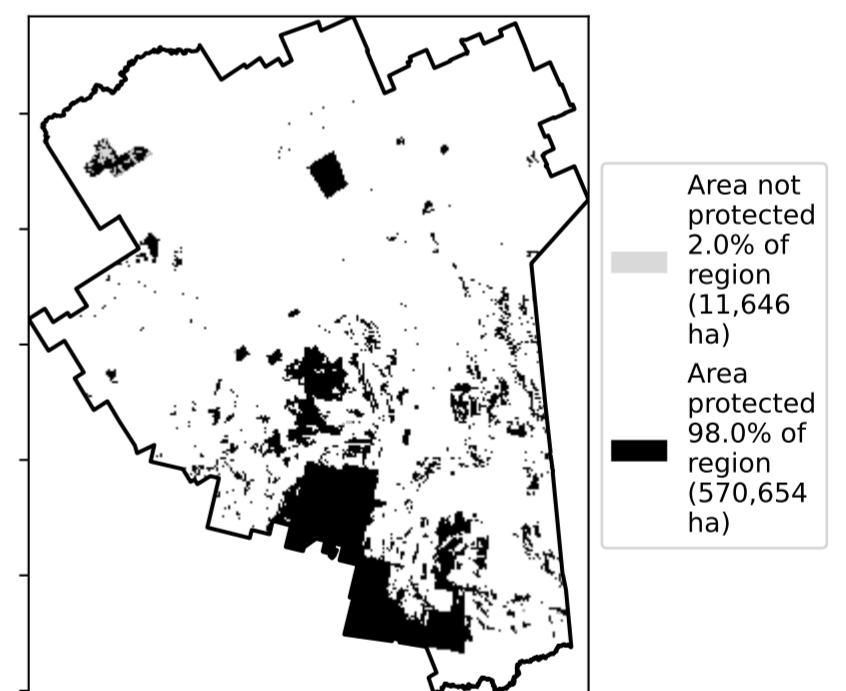 Area not
protected
2.0% of
region
(11,646
ha)
Area
protected
98.0% of
region
(570,654
ha)